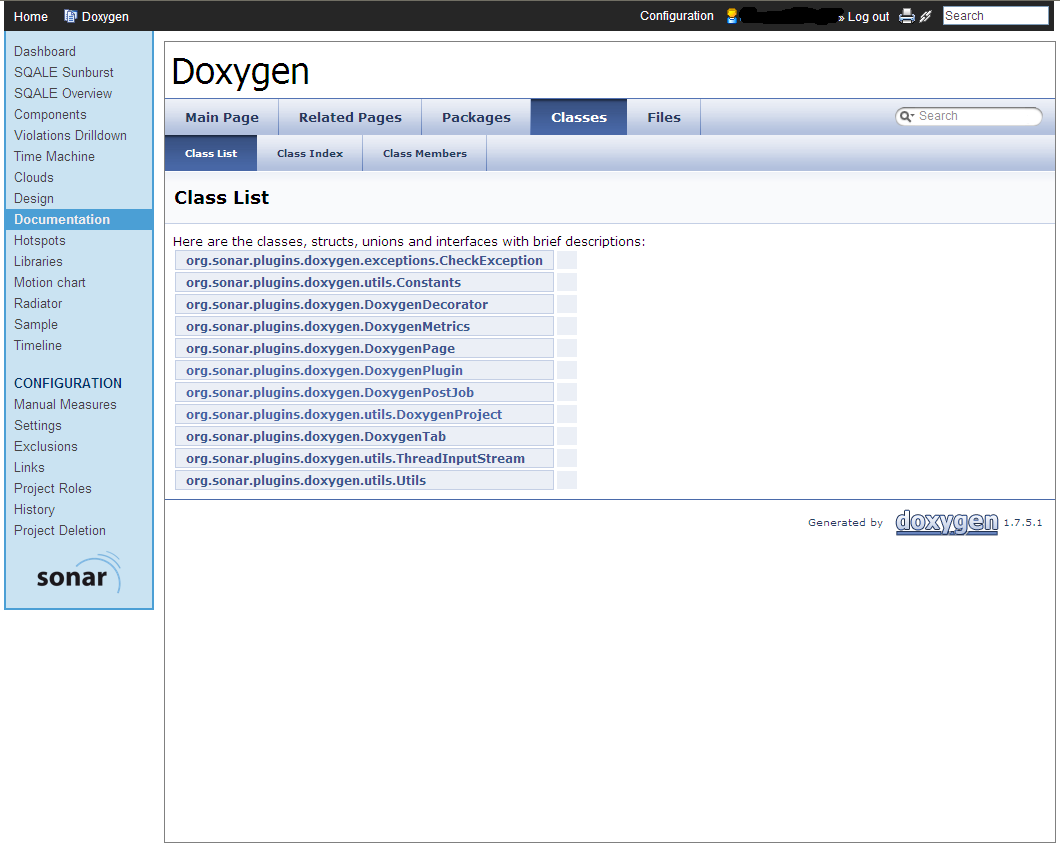 Home Doxygen Configuration » Log out Search
Dashboard
SQALE Sunburst
SQALE Overview
Components
Violations Drilldown
Time Machine
Clouds
Design
Documentation
Hotspots
Libraries
Motion chart
Radiator
Sample
Timeline
CONFIGURATION
Manual Measures
Settings
Exclusions
Links
Project Roles
History
Project Deletion
sonar
Doxygen
Main Page Related Pages Packages Classes Files Search
Class List Class Index Class Members
Class List
Here are the classes, structs, unions and interfaces with brief descriptions:
org.sonar.plugins.doxygen.exceptions.CheckException
org.sonar.plugins.doxygen.utils.Constants
org.sonar.plugins.doxygen.DoxygenDecorator
org.sonar.plugins.doxygen.DoxygenMetrics
org.sonar.plugins.doxygen.DoxygenPage
org.sonar.plugins.doxygen.DoxygenPlugin
org.sonar.plugins.doxygen.DoxygenPostJob
org.sonar.plugins.doxygen.utils.DoxygenProject
org.sonar.plugins.doxygen.DoxygenTab
org.sonar.plugins.doxygen.utils.ThreadInputStream
org.sonar.plugins.doxygen.utils.Utils
Generated by doxygen 1.7.5.1